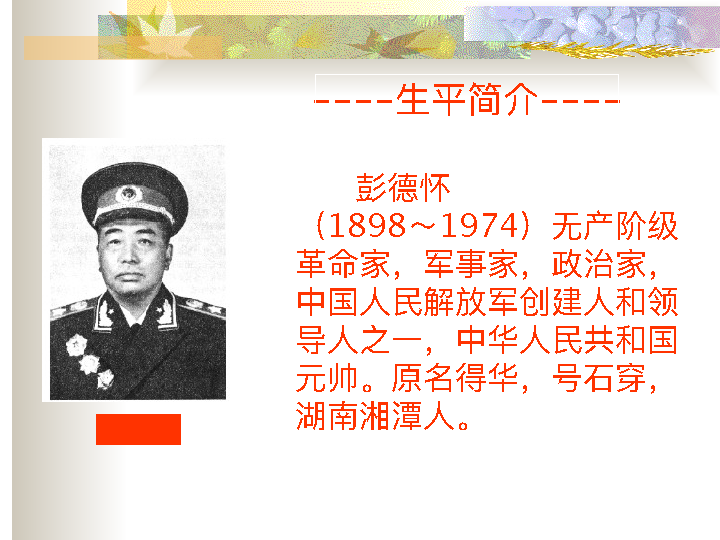 ----生平简介----
彭德怀
（1898～1974）无产阶级
革命家，军事家，政治家，
中国人民解放军创建人和领
导人之一，中华人民共和国
元帅。原名得华，号石穿，
湖南湘潭人。